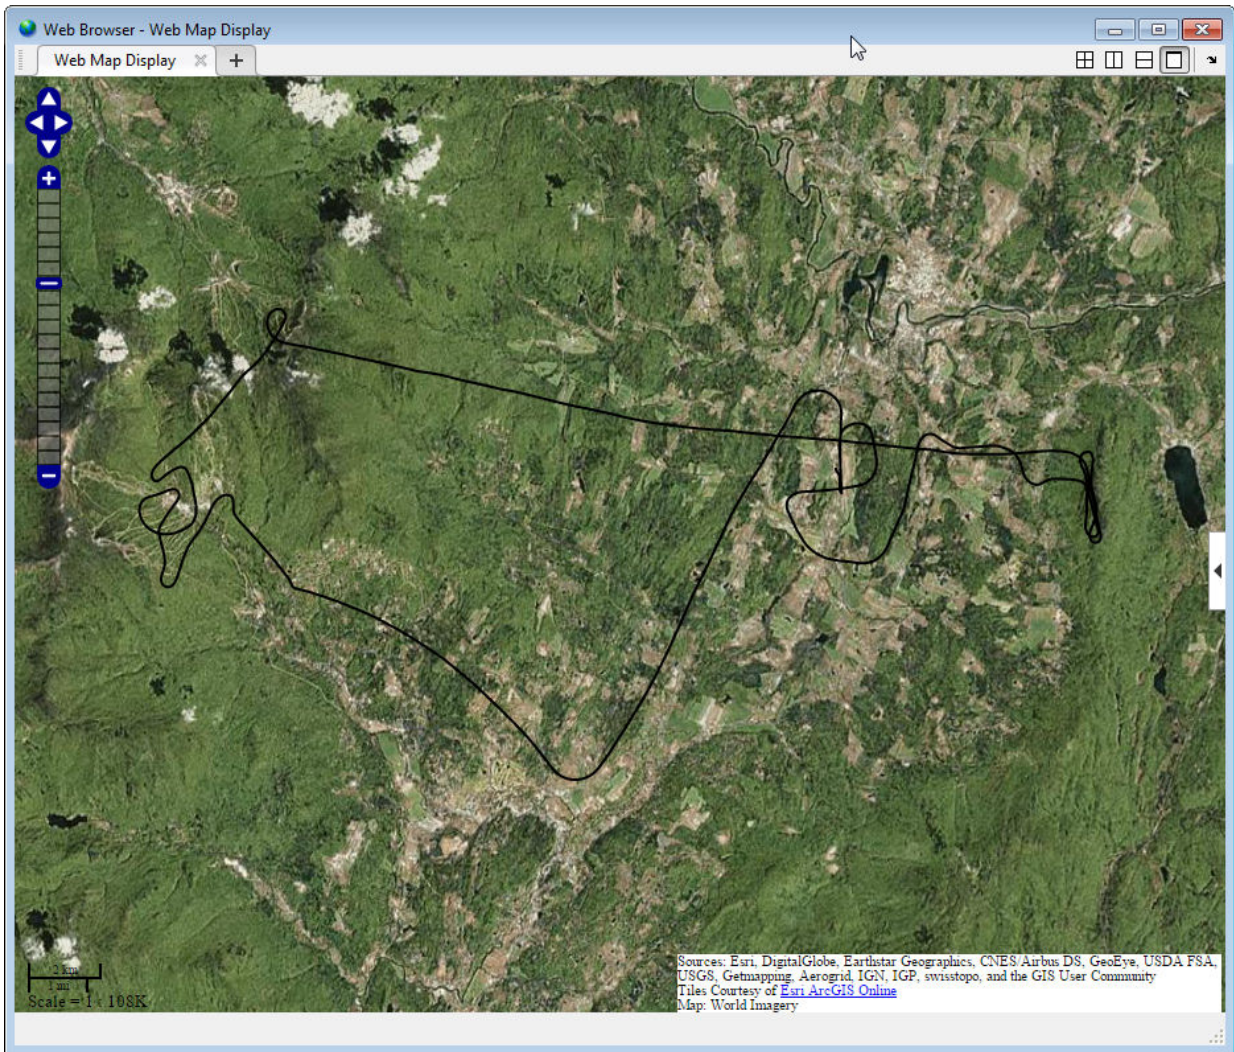 Web Browser - Web Map Display
Web Map Display
2 km
1 mi
Scale = 1 : 108K
Sources: Esri, DigitalGlobe, Earthstar Geographics, CNES/Airbus DS, GeoEye, USDA FSA,
USGS, Getmapping, Aerogrid, IGN, IGP, swisstopo, and the GIS User Community
Tiles Courtesy of Esri ArcGIS Online
Map: World Imagery